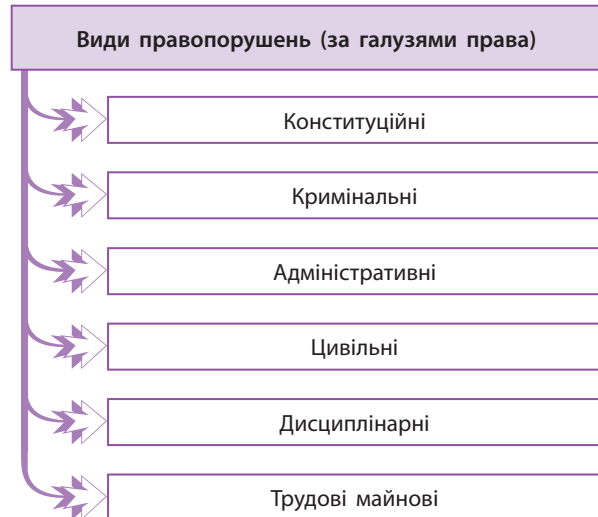 Види правопорушень (за галузями права)
Конституційні
Кримінальні
Адміністративні
Цивільні
Дисциплінарні
Трудові майнові